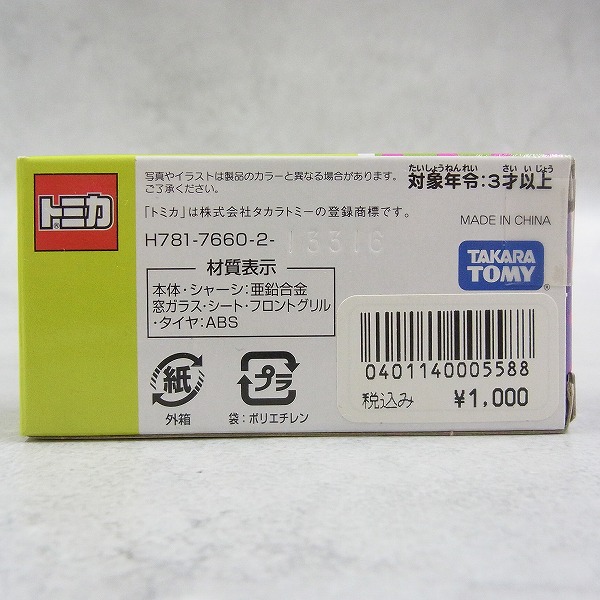 トミカ
写真やイラストは製品のカラーと異なる場合があります。
ご了承ください。
たいしょうねんれい さい いじょう
対象年令:3才以上
「トミカ」は株式会社タカラトミーの登録商標です。
MADE IN CHINA
H781-7660-2-
1331G
TAKARA
TOMY
材質表示
本体・シャーシ:亜鉛合金
窓ガラス・シート・フロントグリル
・タイヤ:ABS
紙
外箱
プラ
袋:ポリエチレン
0401140005588
税込み ¥1,000